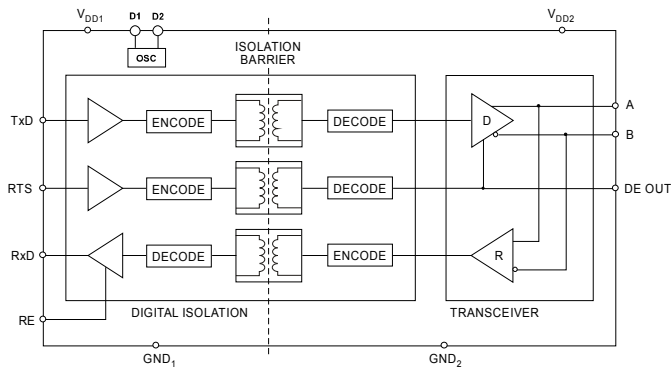 VDD1
D1 D2
VDD2
OSC
ISOLATION
BARRIER
TxD
ENCODE
DECODE
D
A
B
RTS
ENCODE
DECODE
DE OUT
RxD
DECODE
ENCODE
R
DIGITAL ISOLATION
TRANSCEIVER
RE
GND1
GND2